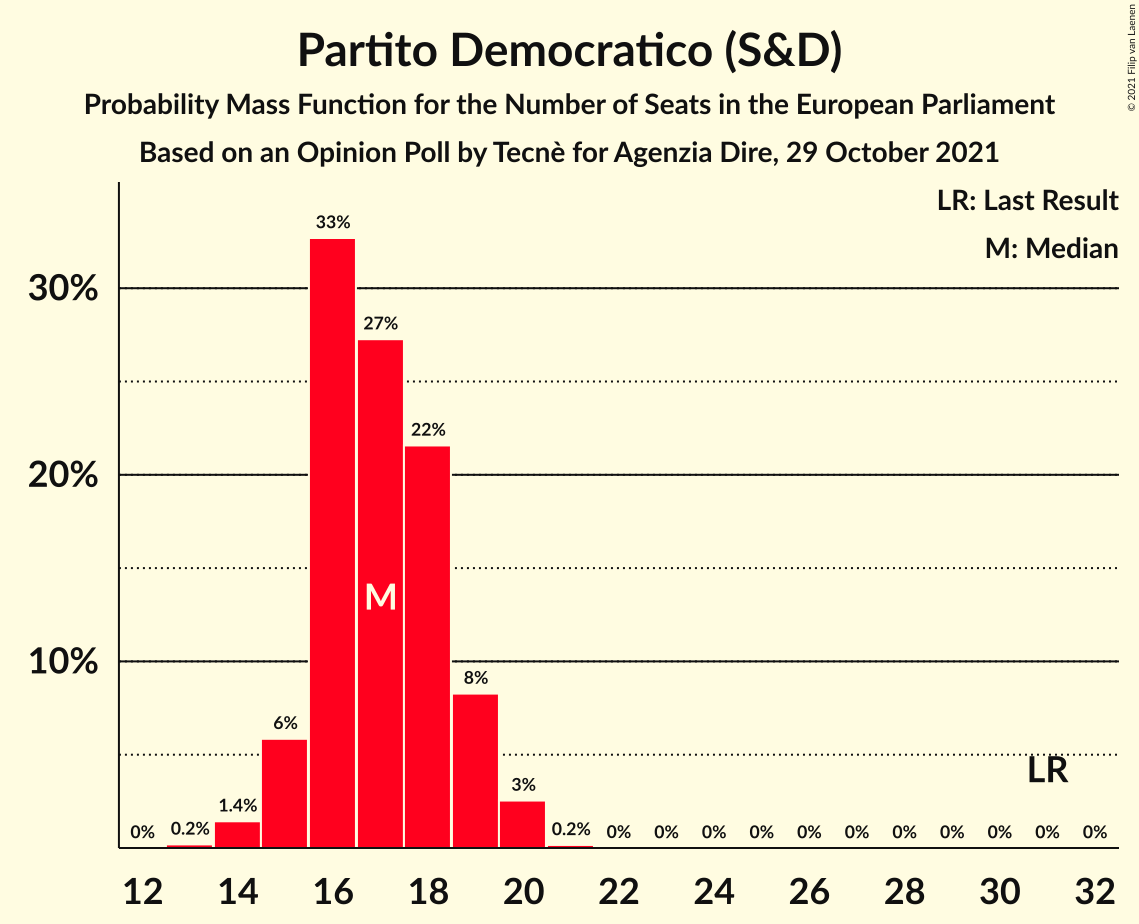 Partito Democratico (S&D)
Probability Mass Function for the Number of Seats in the European Parliament
Based on an Opinion Poll by Tecnè for Agenzia Dire, 29 October 2021
© 2021 Filip van Laenen
LR: Last Result
M: Median
30%
20%
10%
0% 0.2% 1.4% 6% 33% 27% 22% 8% 3% 0.2% 0% 0% 0% 0% 0% 0% 0% 0% 0% 0% 0%
M
LR
12 14 16 18 20 22 24 26 28 30 32